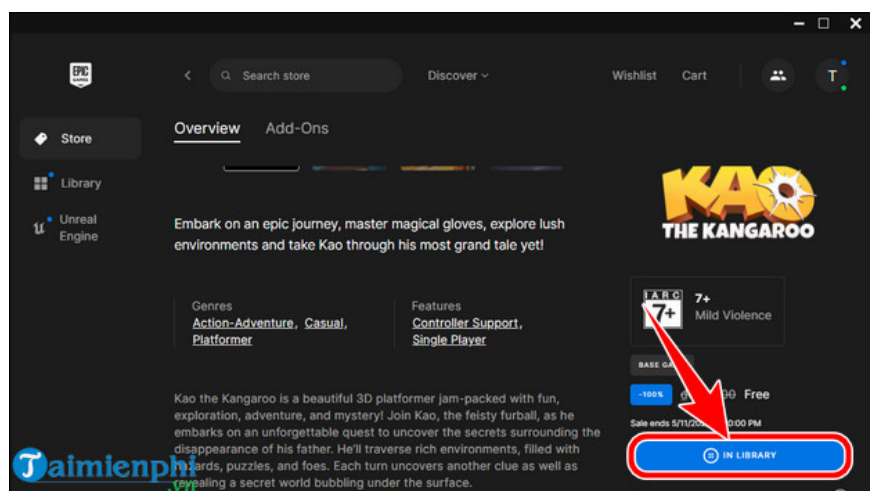 EPIC
GAMES
Search store
Discover
Wishlist
Cart
T
Store
Library
Unreal
Engine
Overview
Add-Ons
Embark on an epic journey, master magical gloves, explore lush
environments and take Kao through his most grand tale yet!
Genres
Action-Adventure, Casual,
Platformer
Features
Controller Support,
Single Player
Kao the Kangaroo is a beautiful 3D platformer jam-packed with fun,
exploration, adventure, and mystery! Join Kao, the feisty furball, as he
embarks on an unforgettable quest to uncover the secrets surrounding the
disappearance of his father. He'll traverse rich environments, filled with
puzzles, and foes. Each turn uncovers another clue as well as
revealing a secret world bubbling under the surface.
KAO
THE KANGAROO
IARC
7+
7+
Mild Violence
BASE
-100%
Free
Sale ends 5/11/
PM
IN LIBRARY
Taimienphi
.vn